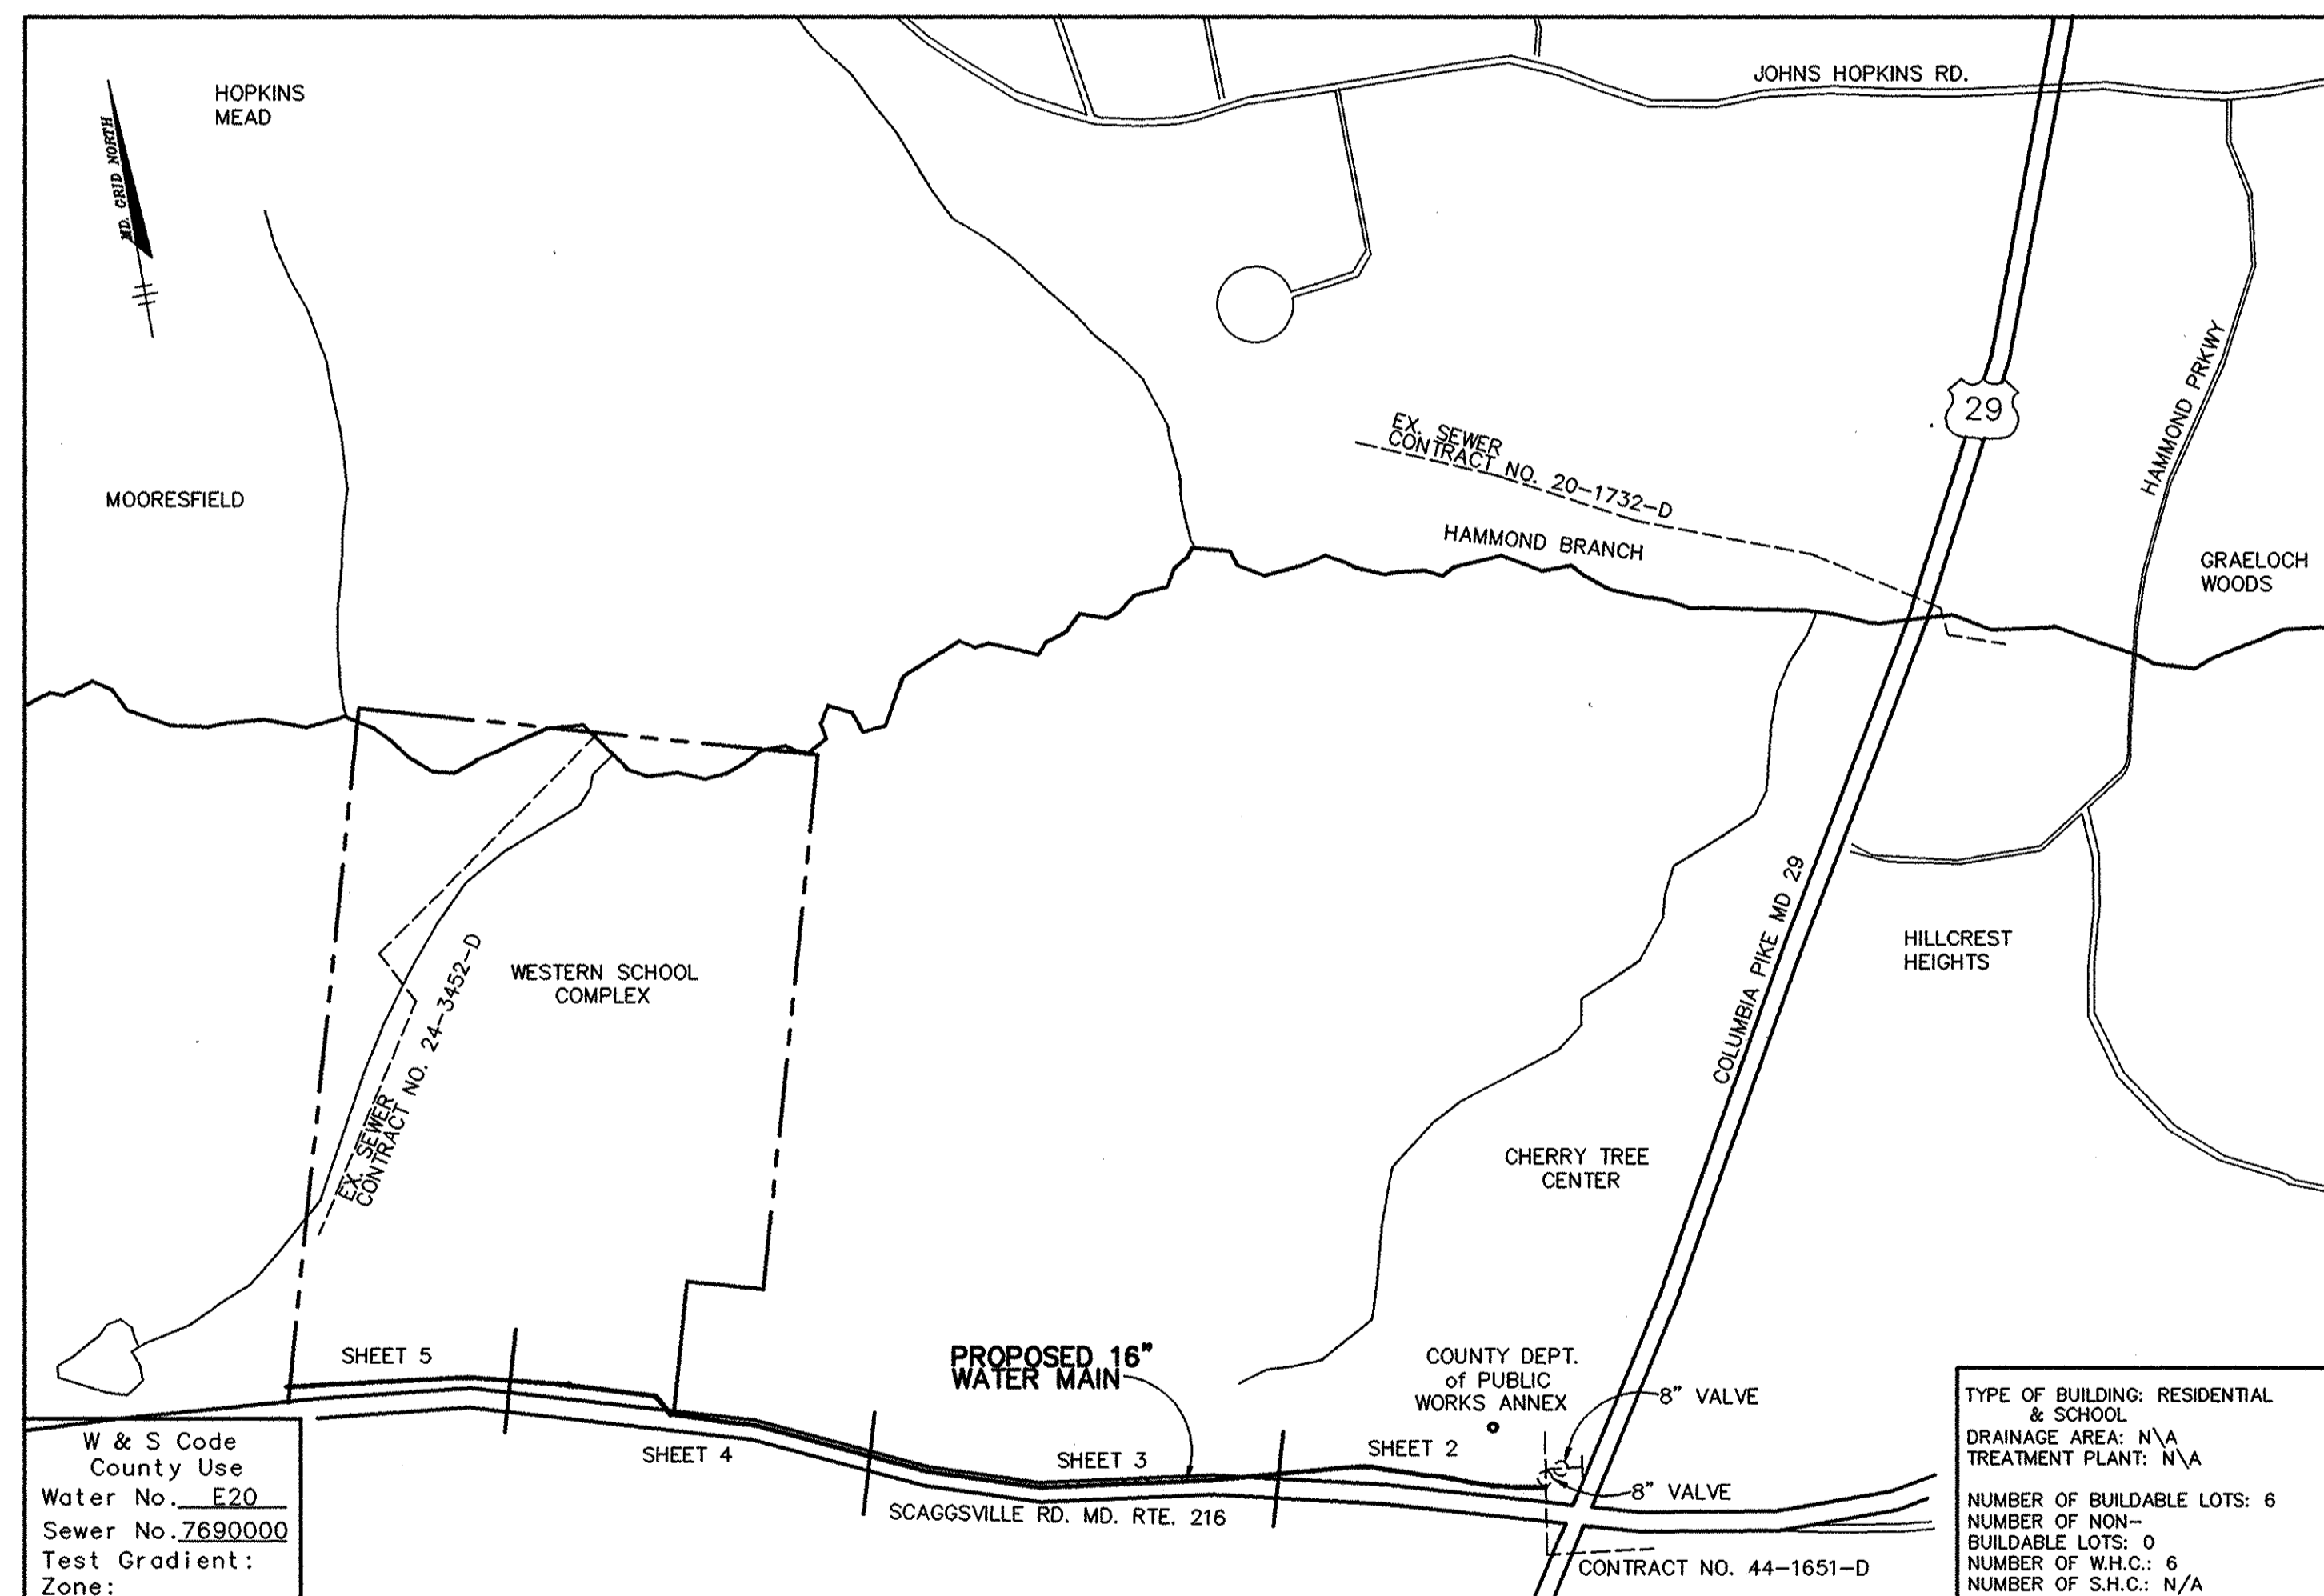 JOHNS HOPKINS RD.
HOPKINS
MEAD
MD. GRID NORTH
29
HAMMOND PRKWY
EX. SEWER
CONTRACT NO. 20-1732-D
MOORESFIELD
HAMMOND BRANCH
GRAELOCH
WOODS
COLUMBIA PIKE MD 29
HILLCREST
HEIGHTS
WESTERN SCHOOL
COMPLEX
EX. SEWER
CONTRACT NO. 24-3452-D
CHERRY TREE
CENTER
SHEET 5
PROPOSED 16"
WATER MAIN
COUNTY DEPT.
of PUBLIC
WORKS ANNEX
8" VALVE
SHEET 4
SHEET 3
SHEET 2
8" VALVE
SCAGGSVILLE RD. MD. RTE. 216
CONTRACT NO. 44-1651-D
W & S Code
County Use
Water No. E20
Sewer No. 7690000
Test Gradient:
Zone:
TYPE OF BUILDING: RESIDENTIAL
& SCHOOL
DRAINAGE AREA: N\A
TREATMENT PLANT: N\A
NUMBER OF BUILDABLE LOTS: 6
NUMBER OF NON-
BUILDABLE LOTS: 0
NUMBER OF W.H.C.: 6
NUMBER OF S.H.C.: N/A